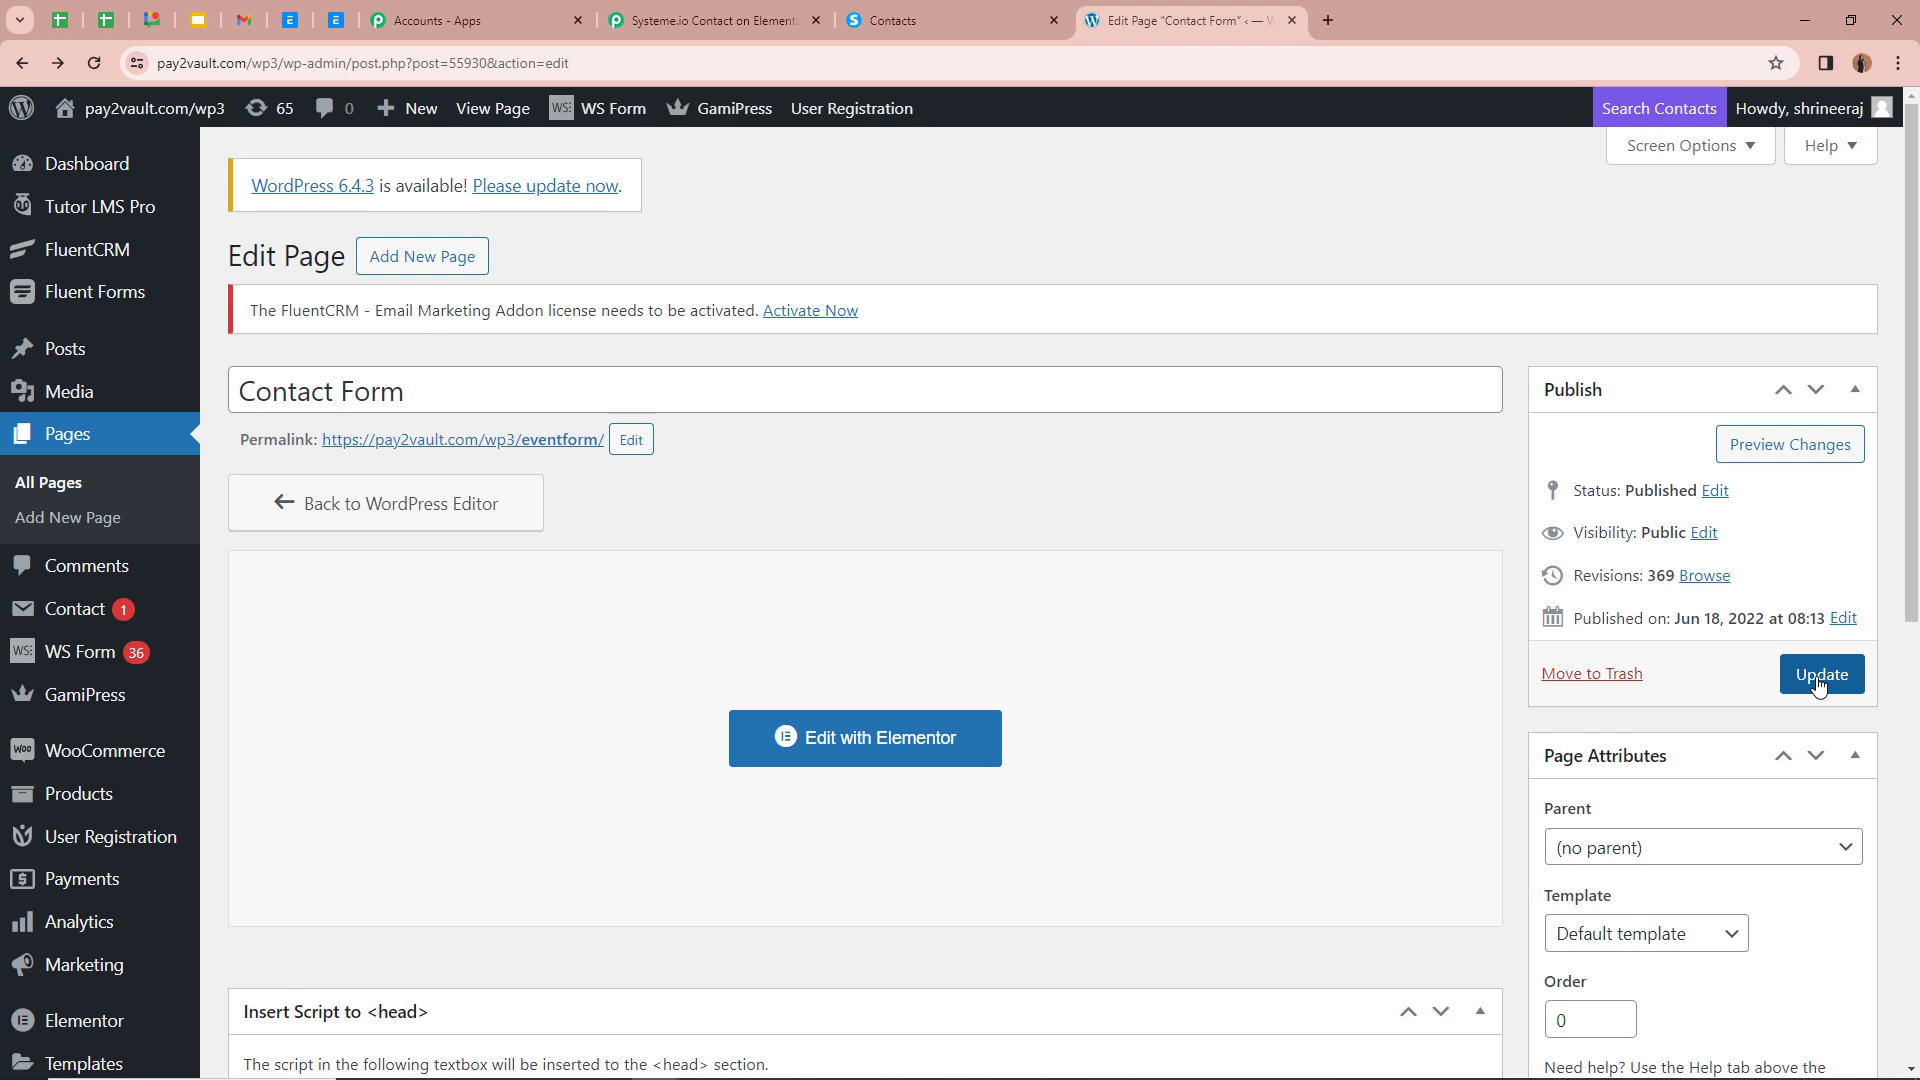 Accounts - Apps
Systeme.io Contact on Element
Contacts
Edit Page "Contact Form" ‹ — W
pay2vault.com/wp3/wp-admin/post.php?post=55930&action=edit
pay2vault.com/wp3
65
0
New
View Page
WS Form
GamiPress
User Registration
Search Contacts
Howdy, shrineeraj
Dashboard
Tutor LMS Pro
FluentCRM
Fluent Forms
Posts
Media
Pages
All Pages
Add New Page
Comments
Contact 1
WS Form 36
GamiPress
WooCommerce
Products
User Registration
Payments
Analytics
Marketing
Elementor
Templates
Screen Options
Help
WordPress 6.4.3 is available! Please update now.
Edit Page
Add New Page
The FluentCRM - Email Marketing Addon license needs to be activated. Activate Now
Contact Form
Permalink: https://pay2vault.com/wp3/eventform/ Edit
Back to WordPress Editor
Edit with Elementor
Insert Script to <head>
The script in the following textbox will be inserted to the <head> section.
Publish
Preview Changes
Status: Published Edit
Visibility: Public Edit
Revisions: 369 Browse
Published on: Jun 18, 2022 at 08:13 Edit
Move to Trash
Update
Page Attributes
Parent
(no parent)
Template
Default template
Order
0
Need help? Use the Help tab above the